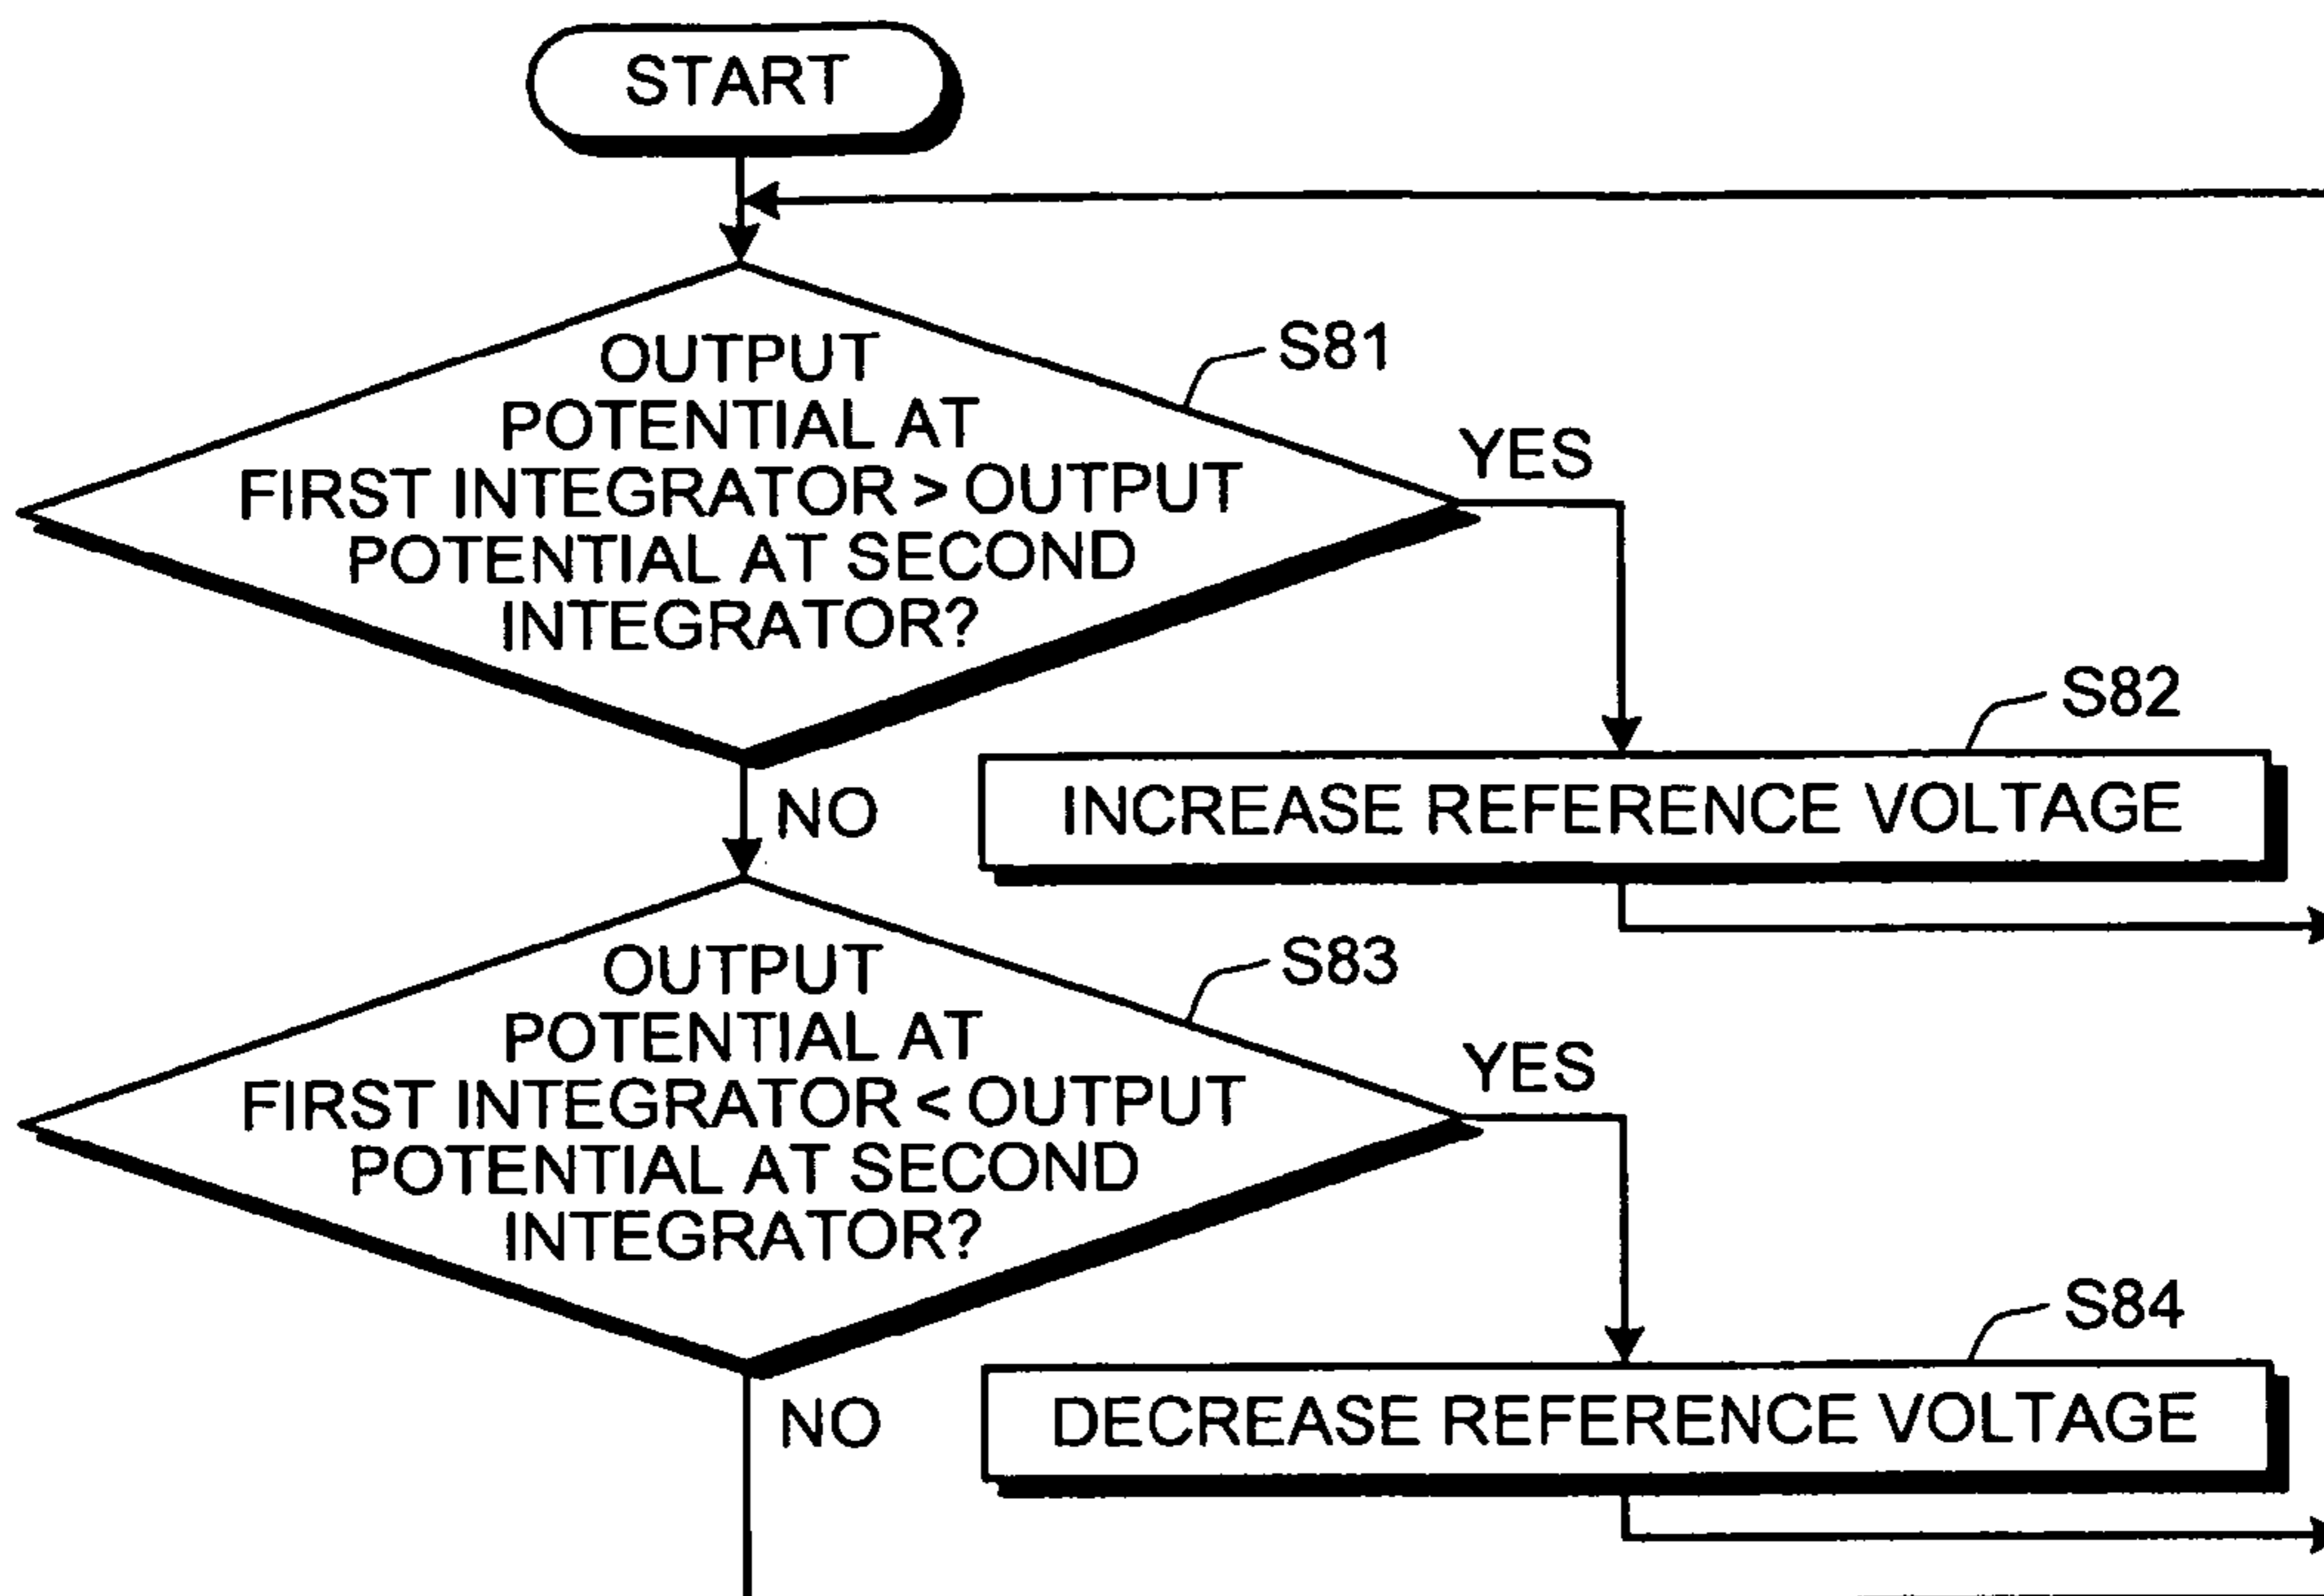 START
OUTPUT
POTENTIAL AT
FIRST INTEGRATOR > OUTPUT
POTENTIAL AT SECOND
INTEGRATOR?
S81
YES
NO
S82
INCREASE REFERENCE VOLTAGE
OUTPUT
POTENTIAL AT
FIRST INTEGRATOR < OUTPUT
POTENTIAL AT SECOND
INTEGRATOR?
S83
YES
NO
S84
DECREASE REFERENCE VOLTAGE